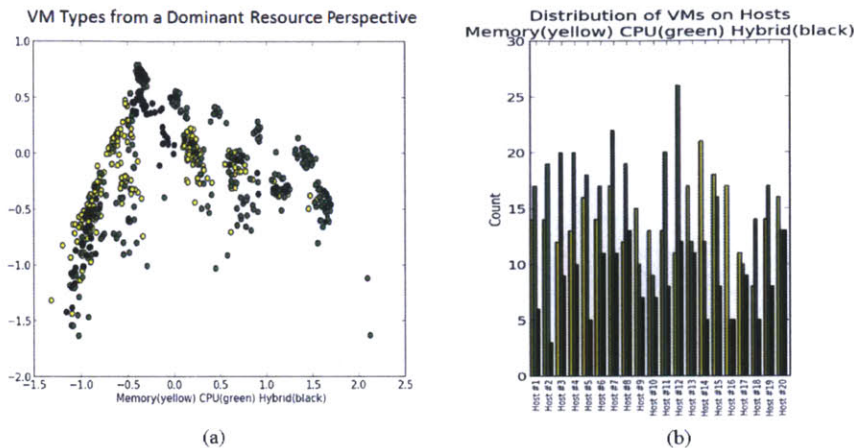 VM Types from a Dominant Resource Perspective
1.0
0.5
0.0
−0.5
−1.0
−1.5
−2.0
−1.5
−1.0
−0.5
0.0
0.5
1.0
1.5
2.0
2.5
Memory(yellow) CPU(green) Hybrid(black)
(a)
Distribution of VMs on Hosts
Memory(yellow) CPU(green) Hybrid(black)
30
25
20
15
10
5
0
Count
Host #1
Host #2
Host #3
Host #4
Host #5
Host #6
Host #7
Host #8
Host #9
Host #10
Host #11
Host #12
Host #13
Host #14
Host #15
Host #16
Host #17
Host #18
Host #19
Host #20
(b)